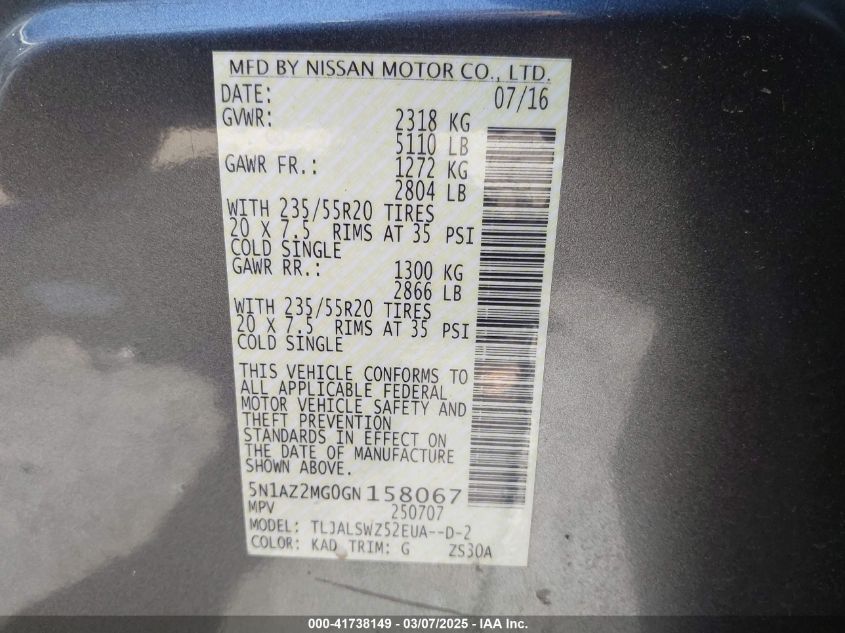 MFD BY NISSAN MOTOR CO., LTD.
DATE: 07/16
GVWR: 2318 KG
5110 LB
GAWR FR.: 1272 KG
2804 LB
WITH 235/55R20 TIRES
20 X 7.5 RIMS AT 35 PSI
COLD SINGLE
GAWR RR.: 1300 KG
2866 LB
WITH 235/55R20 TIRES
20 X 7.5 RIMS AT 35 PSI
COLD SINGLE
THIS VEHICLE CONFORMS TO
ALL APPLICABLE FEDERAL
MOTOR VEHICLE SAFETY AND
THEFT PREVENTION
STANDARDS IN EFFECT ON
THE DATE OF MANUFACTURE
SHOWN ABOVE.
5N1AZ2MG0GN158067
MPV 250707
MODEL: TLJALSWZ52EUA--D-2
COLOR: KAD TRIM: G ZS30A
000-41738149 — 03/07/2025 — IAA Inc.